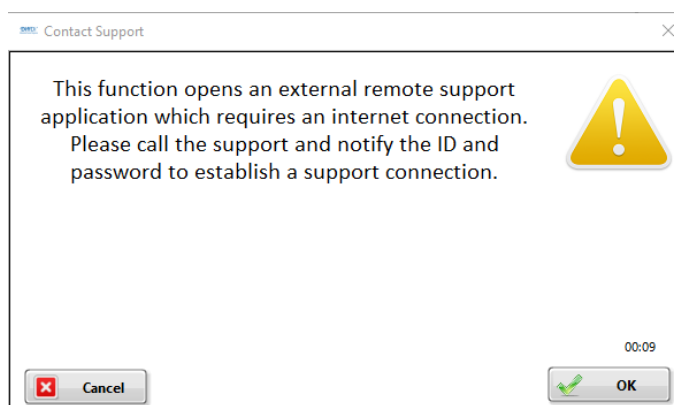 Contact Support
This function opens an external remote support
application which requires an internet connection.
Please call the support and notify the ID and
password to establish a support connection.
00:09
Cancel
OK